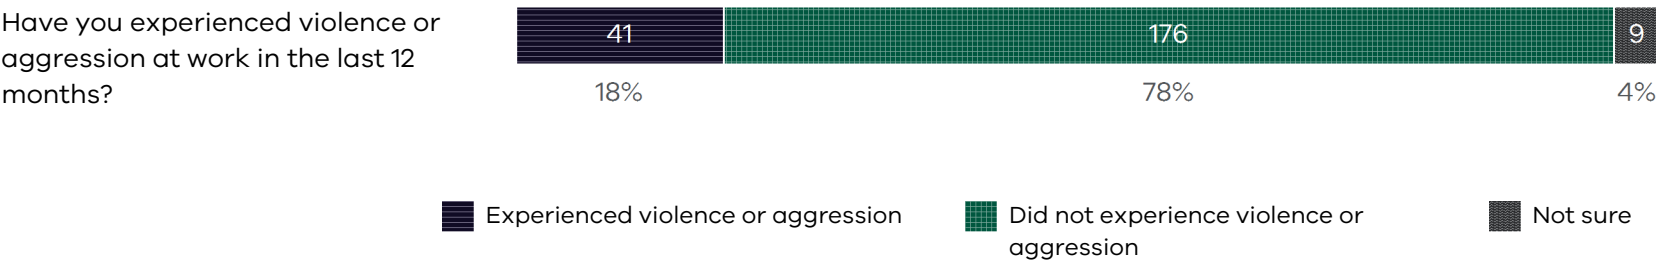 Have you experienced violence or
aggression at work in the last 12
months?
41 176 9
18% 78% 4%
Experienced violence or aggression
Did not experience violence or
aggression
Not sure